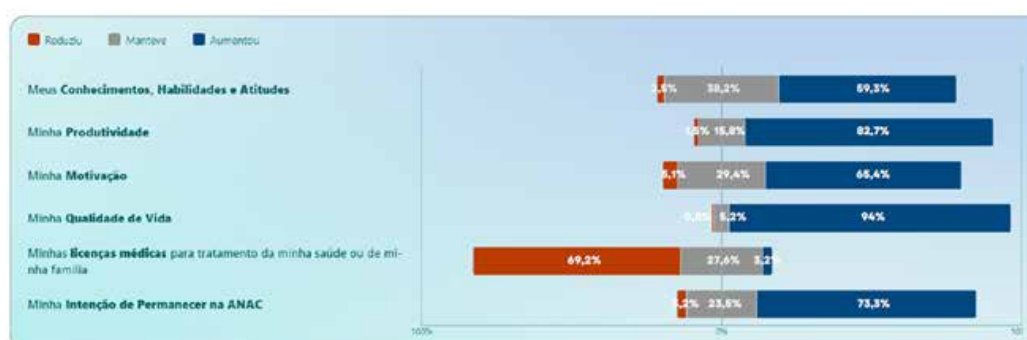 Reduziu Manteve Aumentou
Meus Conhecimentos, Habilidades e Atitudes 38,2% 59,3%
Minha Produtividade 15,8% 82,7%
Minha Motivação 5,1% 29,4% 65,4%
Minha Qualidade de Vida 5,2% 94%
Minhas licenças médicas para tratamento da minha saúde ou de mi-
nha família 69,2% 27,6% 3,2%
Minha Intenção de Permanecer na ANAC 23,5% 73,3%
100% 0%